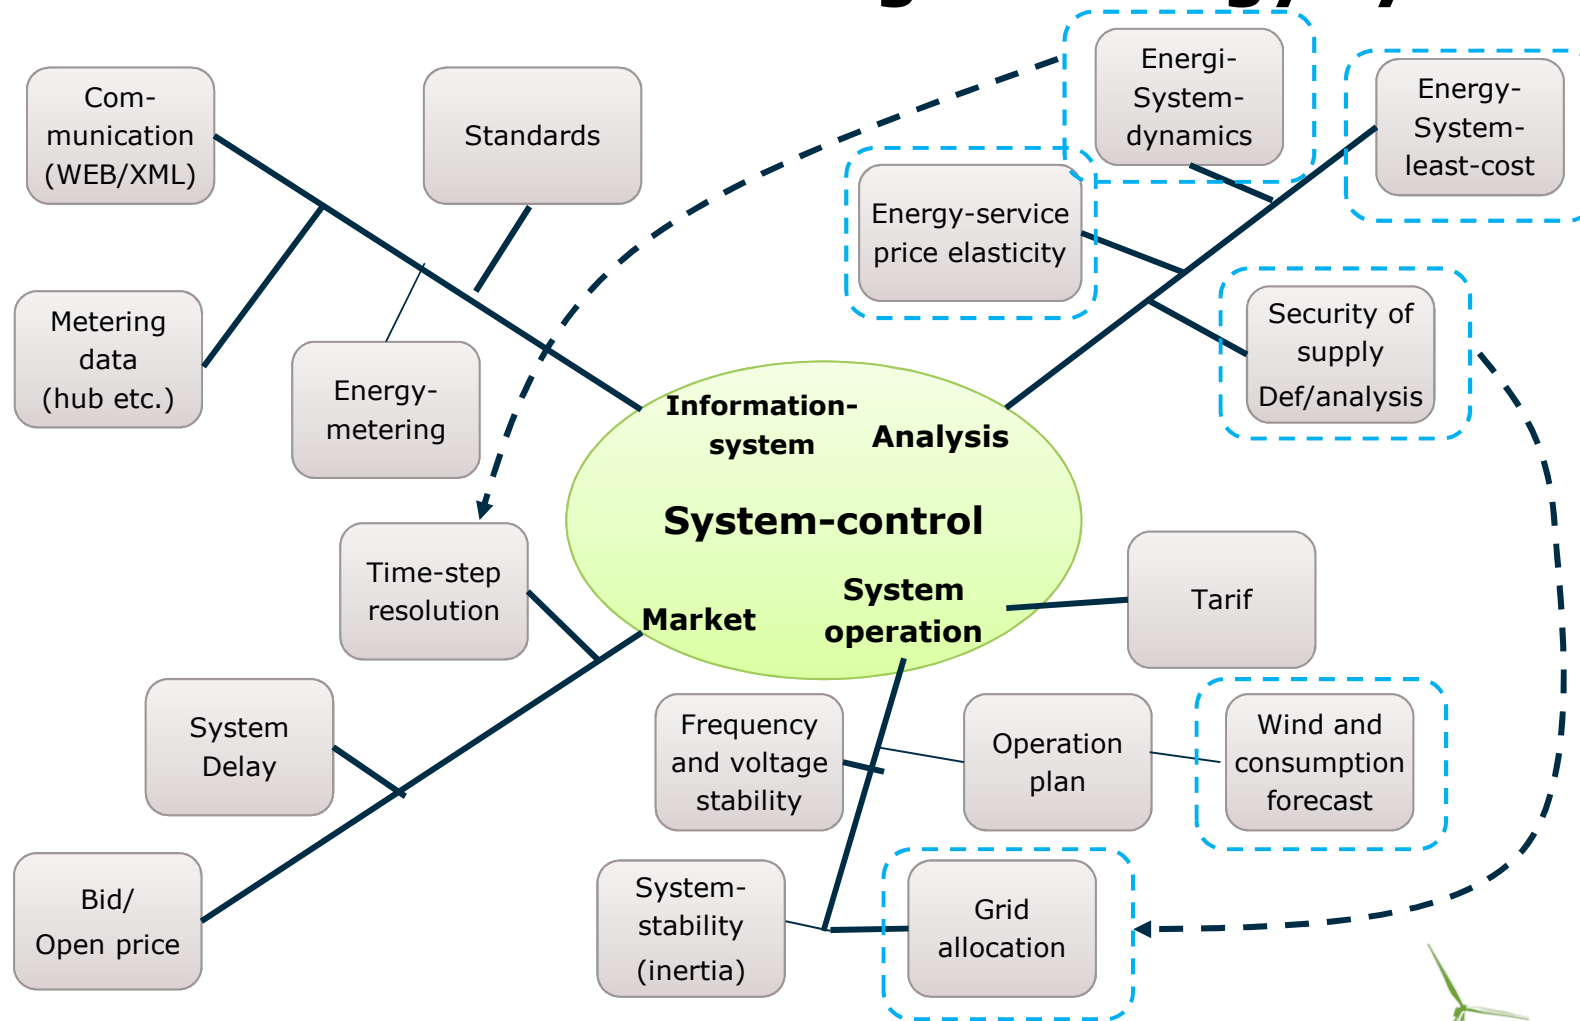 Energi-
System-
dynamics
Energy-
System-
least-cost
Com-
munication
(WEB/XML)
Standards
Energy-service
price elasticity
Metering
data
(hub etc.)
Energy-
metering
Security of
supply
Def/analysis
Information-
system
Analysis
System-control
Time-step
resolution
Market
System
operation
Tarif
System
Delay
Frequency
and voltage
stability
Operation
plan
Wind and
consumption
forecast
Bid/
Open price
System-
stability
(inertia)
Grid
allocation